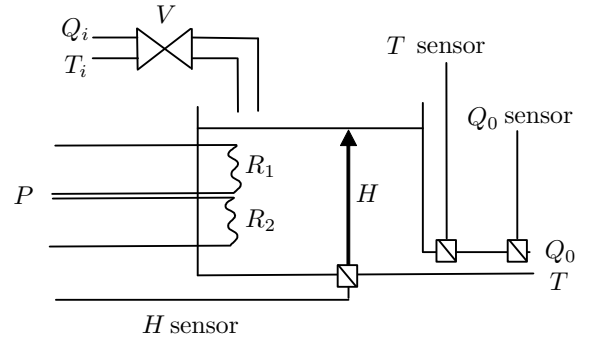 Q_i
V
T_i
T sensor
Q_0 sensor
R_1
P
H
R_2
Q_0
T
H sensor